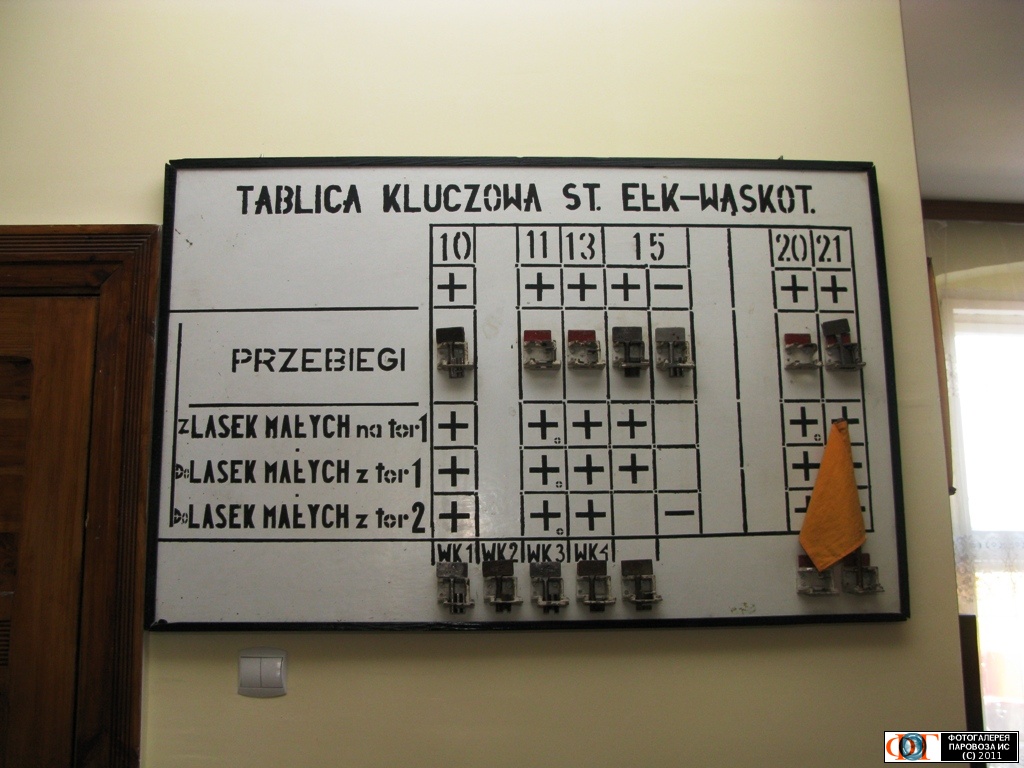 TABLICA KLUCZOWA ST. EŁK-WĄSKOT.
10 11 13 15 20 21
+ + + + − + +
PRZEBIEGI
z LASEK MAŁYCH na tor 1 + + + + + +
Do LASEK MAŁYCH z tor 1 + + + + +
Do LASEK MAŁYCH z tor 2 + + + −
WK1 WK2 WK3 WK4
ФОТОГАЛЕРЕЯ
ПАРОВОЗА ИС
(C) 2011